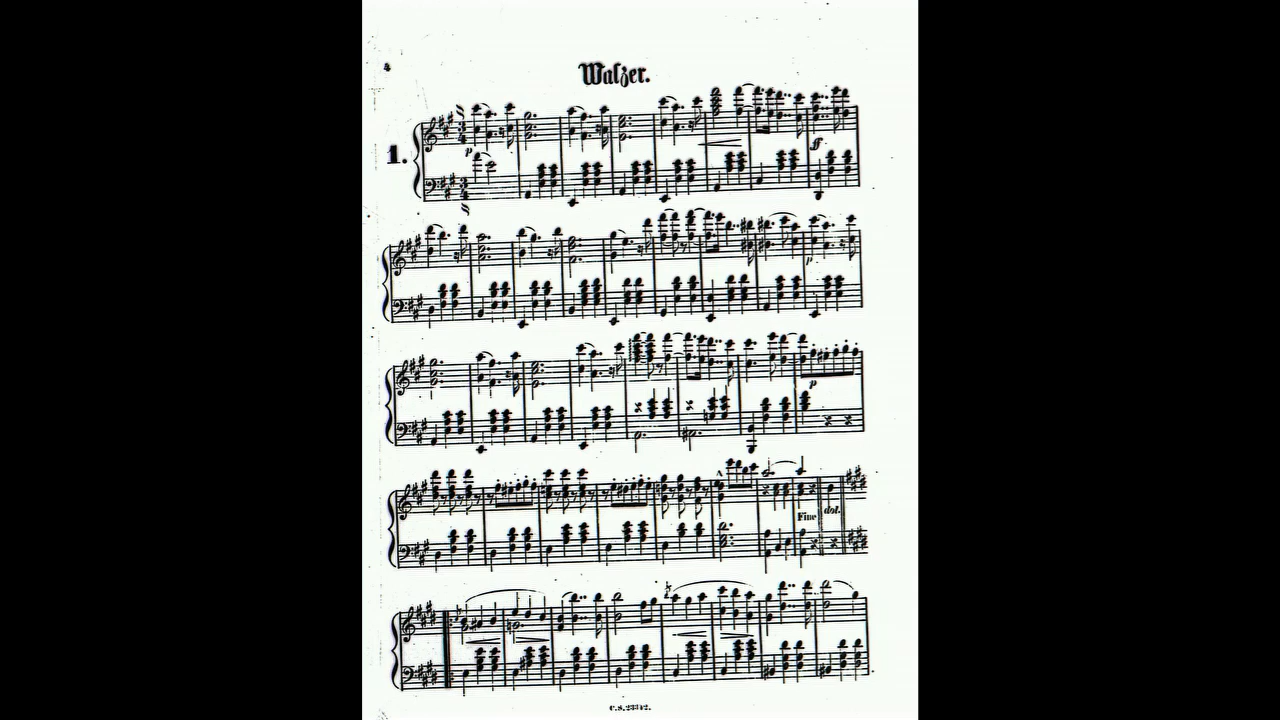 4
Walzer.
1.
p
ff
p
p
Fine
dol.
C.S. 23342.